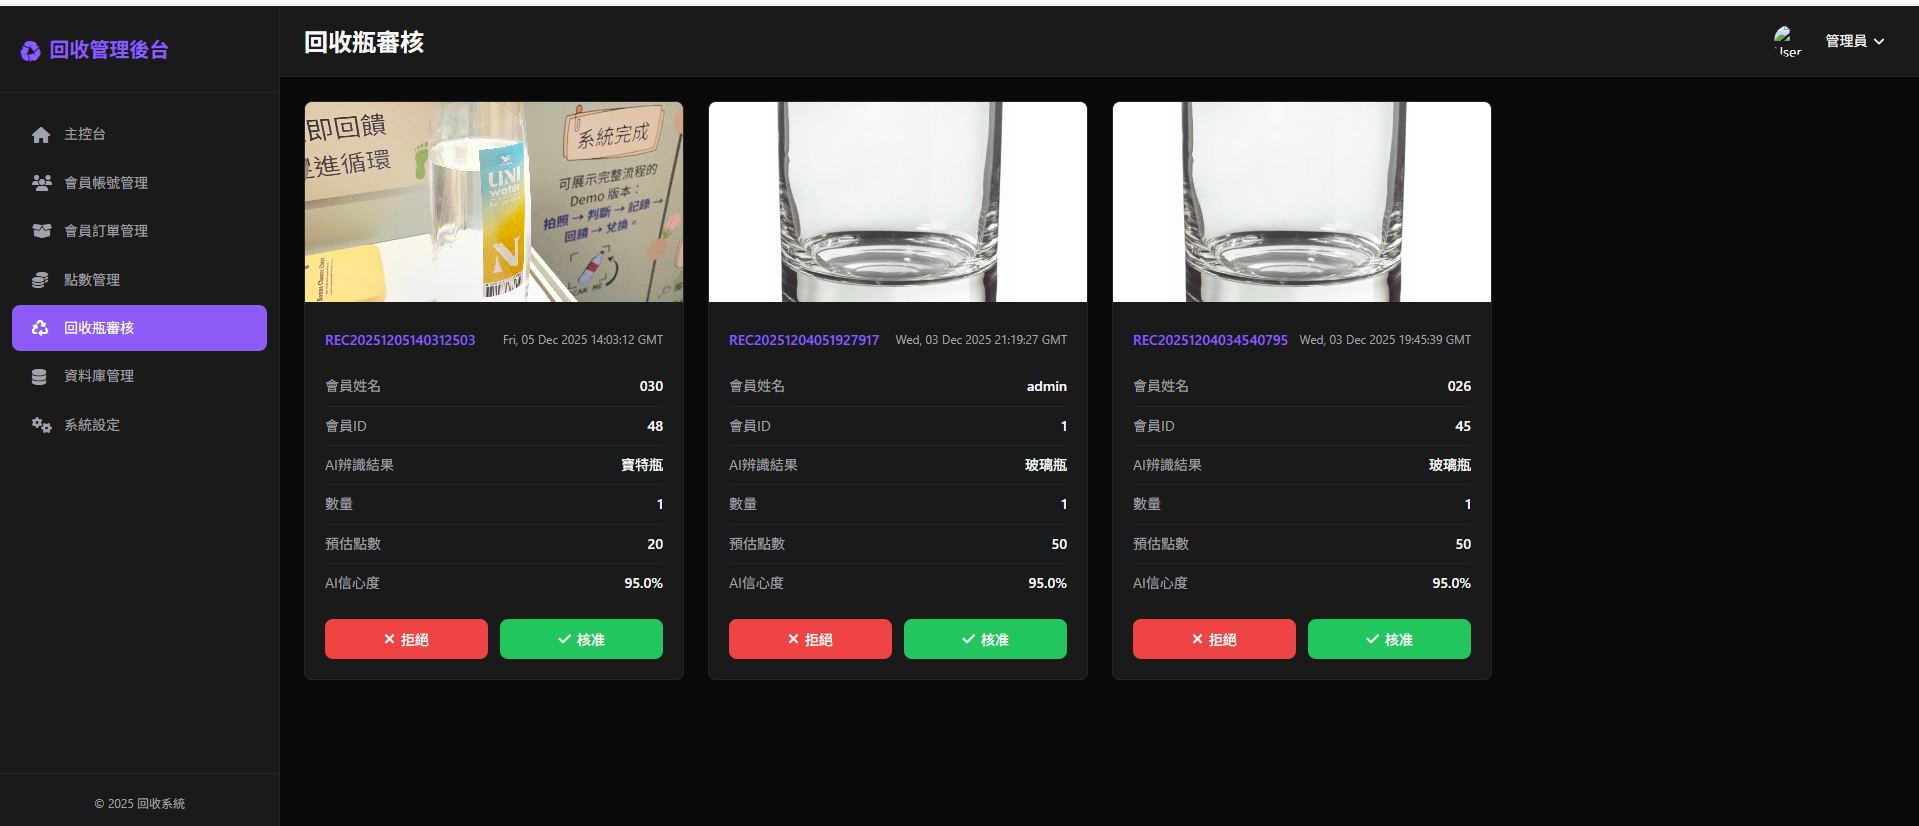 回收管理後台
主控台
會員帳號管理
會員訂單管理
點數管理
回收瓶審核
資料庫管理
系統設定
© 2025 回收系統
回收瓶審核
User
管理員
即回饋
進循環
UNI
water
N
系統完成
可展示完整流程的
Demo 版本：
拍照 → 判斷 → 記錄 →
回饋 → 兌換。
CAN ME
REC20251205140312503
Fri, 05 Dec 2025 14:03:12 GMT
會員姓名
030
會員ID
48
AI辨識結果
寶特瓶
數量
1
預估點數
20
AI信心度
95.0%
拒絕
核准
REC20251204051927917
Wed, 03 Dec 2025 21:19:27 GMT
會員姓名
admin
會員ID
1
AI辨識結果
玻璃瓶
數量
1
預估點數
50
AI信心度
95.0%
拒絕
核准
REC20251204034540795
Wed, 03 Dec 2025 19:45:39 GMT
會員姓名
026
會員ID
45
AI辨識結果
玻璃瓶
數量
1
預估點數
50
AI信心度
95.0%
拒絕
核准